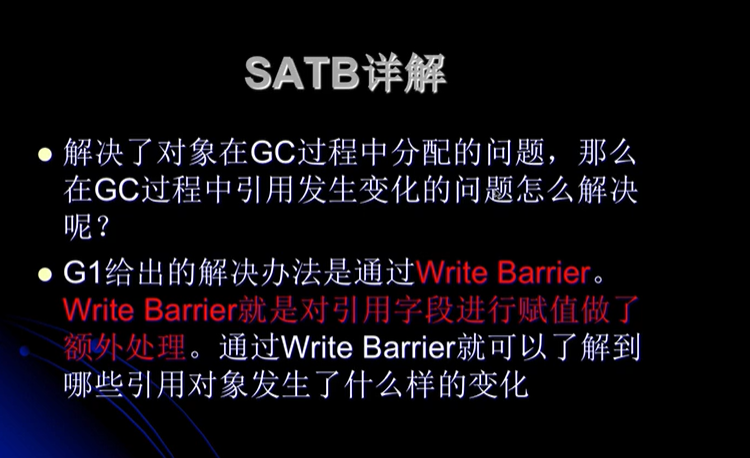 SATB详解
解决了对象在GC过程中分配的问题，那么
在GC过程中引用发生变化的问题怎么解决
呢？
G1给出的解决办法是通过Write Barrier。
Write Barrier就是对引用字段进行赋值做了
额外处理。通过Write Barrier就可以了解到
哪些引用对象发生了什么样的变化